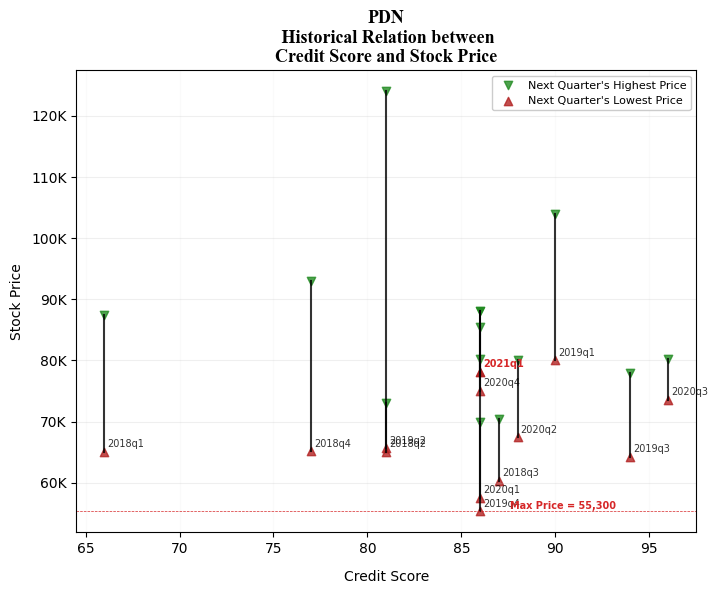 PDN
Historical Relation between
Credit Score and Stock Price
Next Quarter's Highest Price
Next Quarter's Lowest Price
120K
110K
100K
90K
80K
70K
60K
Stock Price
2019q1
2021q1
2020q4
2020q3
2020q2
2019q2
2018q2
2018q1
2018q4
2019q3
2018q3
2020q1
2019q4
Max Price = 55,300
65
70
75
80
85
90
95
Credit Score